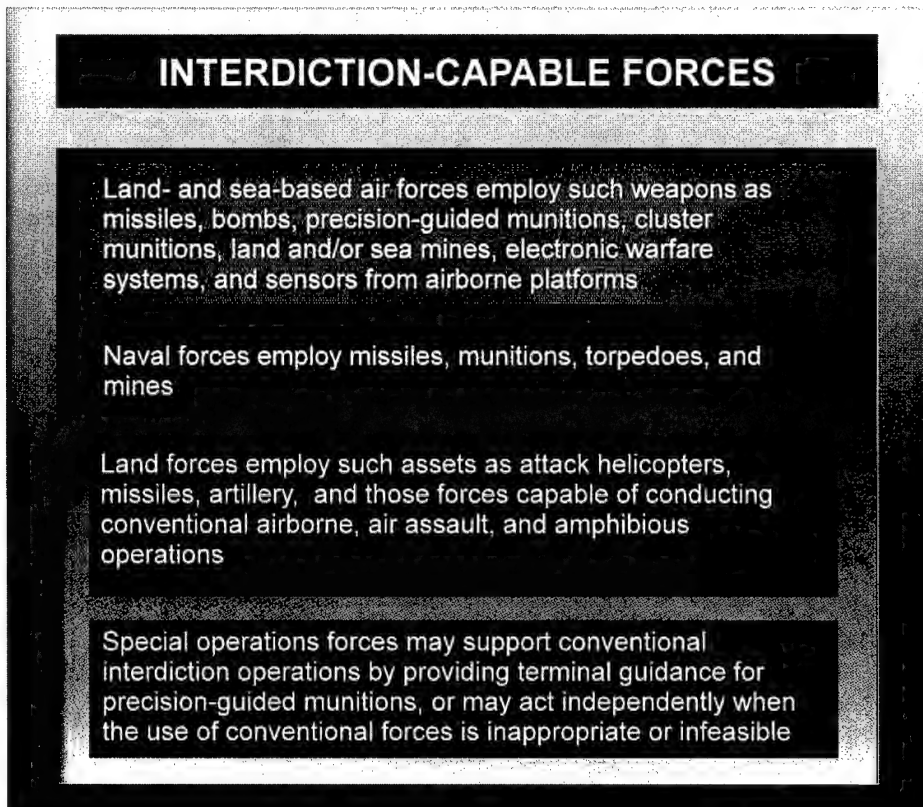 INTERDICTION-CAPABLE FORCES
Land- and sea-based air forces employ such weapons as
missiles, bombs, precision-guided munitions, cluster
munitions, land and/or sea mines, electronic warfare
systems, and sensors from airborne platforms
Naval forces employ missiles, munitions, torpedoes, and
mines
Land forces employ such assets as attack helicopters,
missiles, artillery, and those forces capable of conducting
conventional airborne, air assault, and amphibious
operations
Special operations forces may support conventional
interdiction operations by providing terminal guidance for
precision-guided munitions, or may act independently when
the use of conventional forces is inappropriate or infeasible